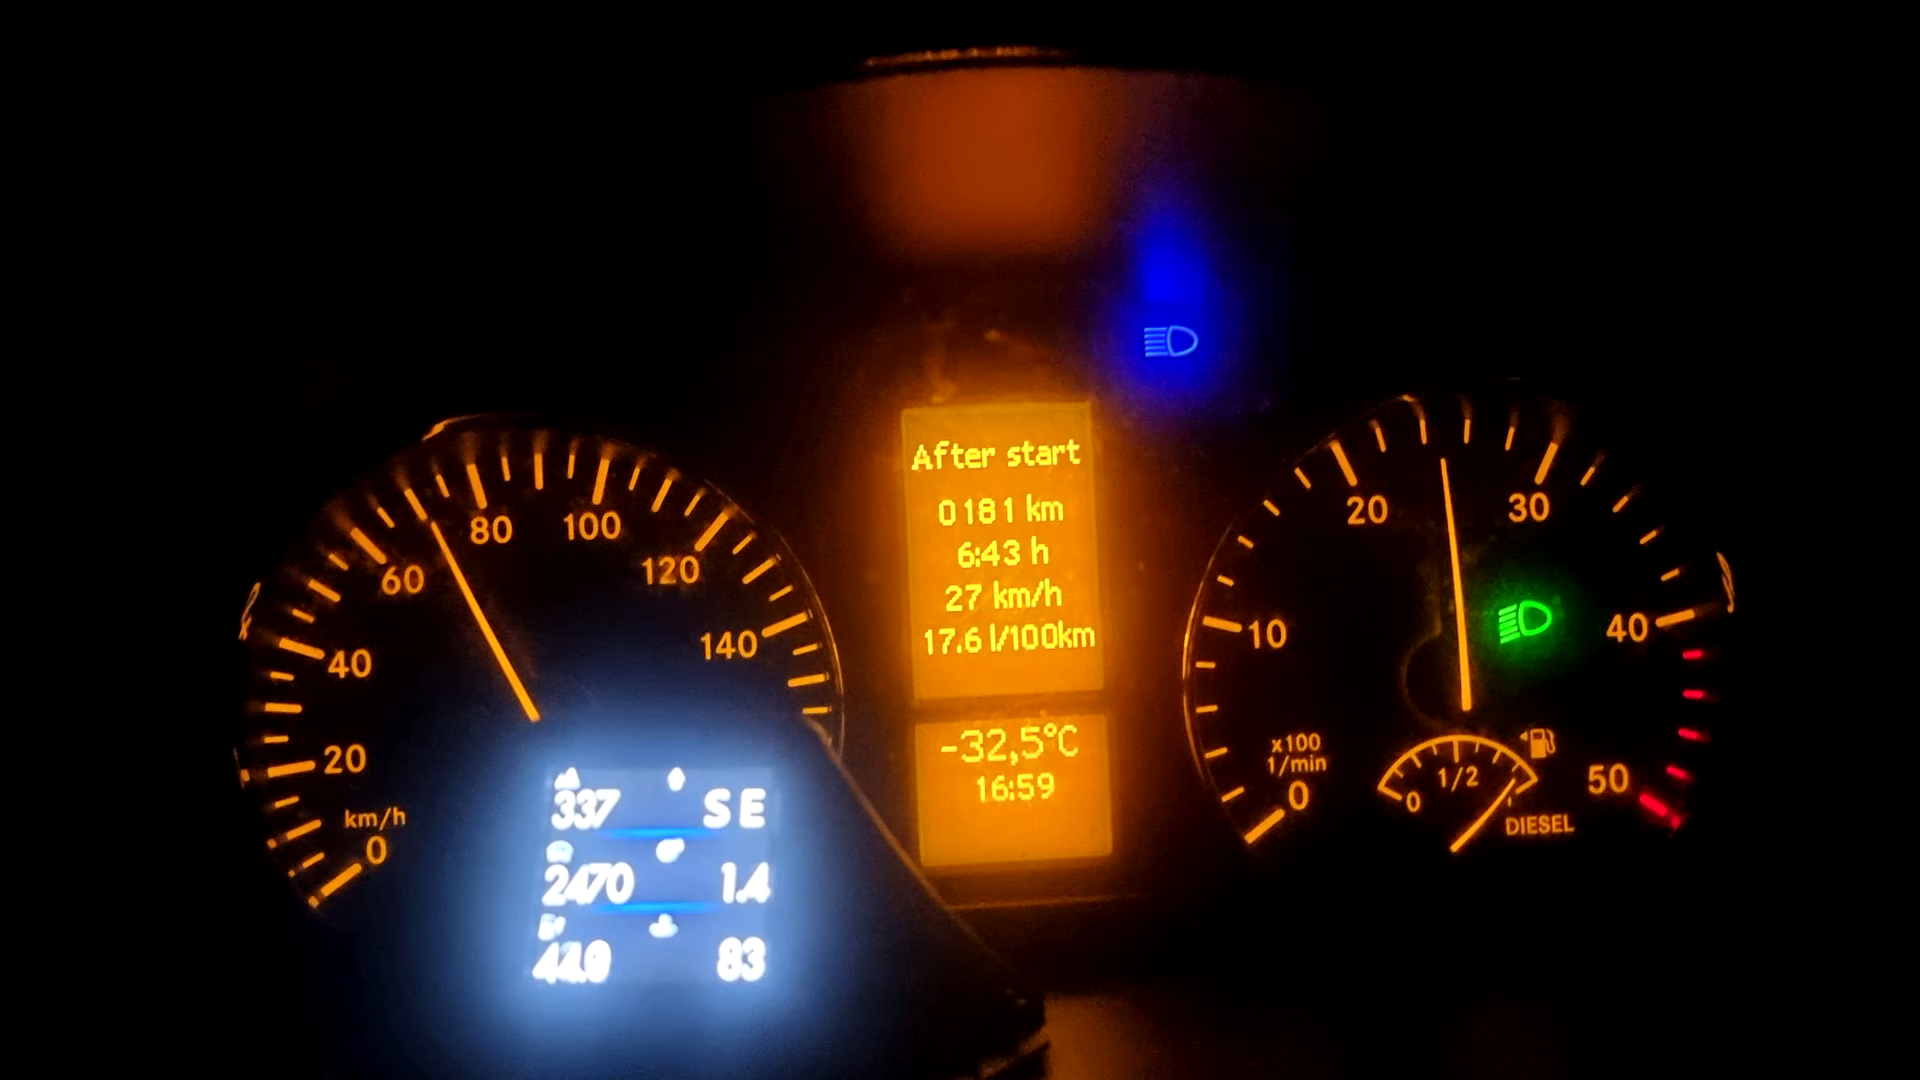 After start
0181 km
6:43 h
27 km/h
17.6 l/100km
-32,5°C
16:59
0
20
40
60
80
100
120
140
km/h
337 SE
2470 1.4
83
0
10
20
30
40
50
x100
1/min
0
1/2
DIESEL